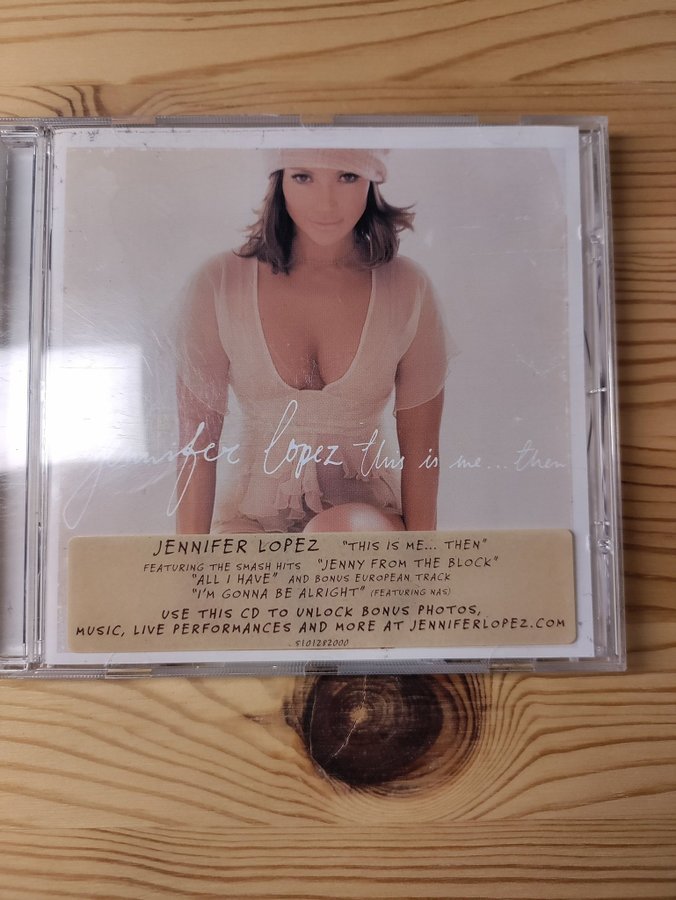 jennifer lopez this is me... then
JENNIFER LOPEZ "THIS IS ME... THEN"
FEATURING THE SMASH HITS "JENNY FROM THE BLOCK"
"ALL I HAVE" AND BONUS EUROPEAN TRACK
"I'M GONNA BE ALRIGHT" (FEATURING NAS)
USE THIS CD TO UNLOCK BONUS PHOTOS,
MUSIC, LIVE PERFORMANCES AND MORE AT JENNIFERLOPEZ.COM
5101282000